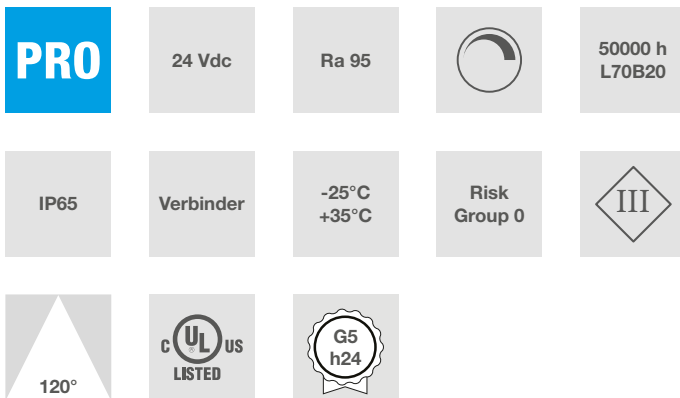 PRO
24 Vdc
Ra 95
50000 h
L70B20
IP65
Verbinder
-25°C
+35°C
Risk
Group 0
III
120°
C UL US
®
LISTED
G5
h24